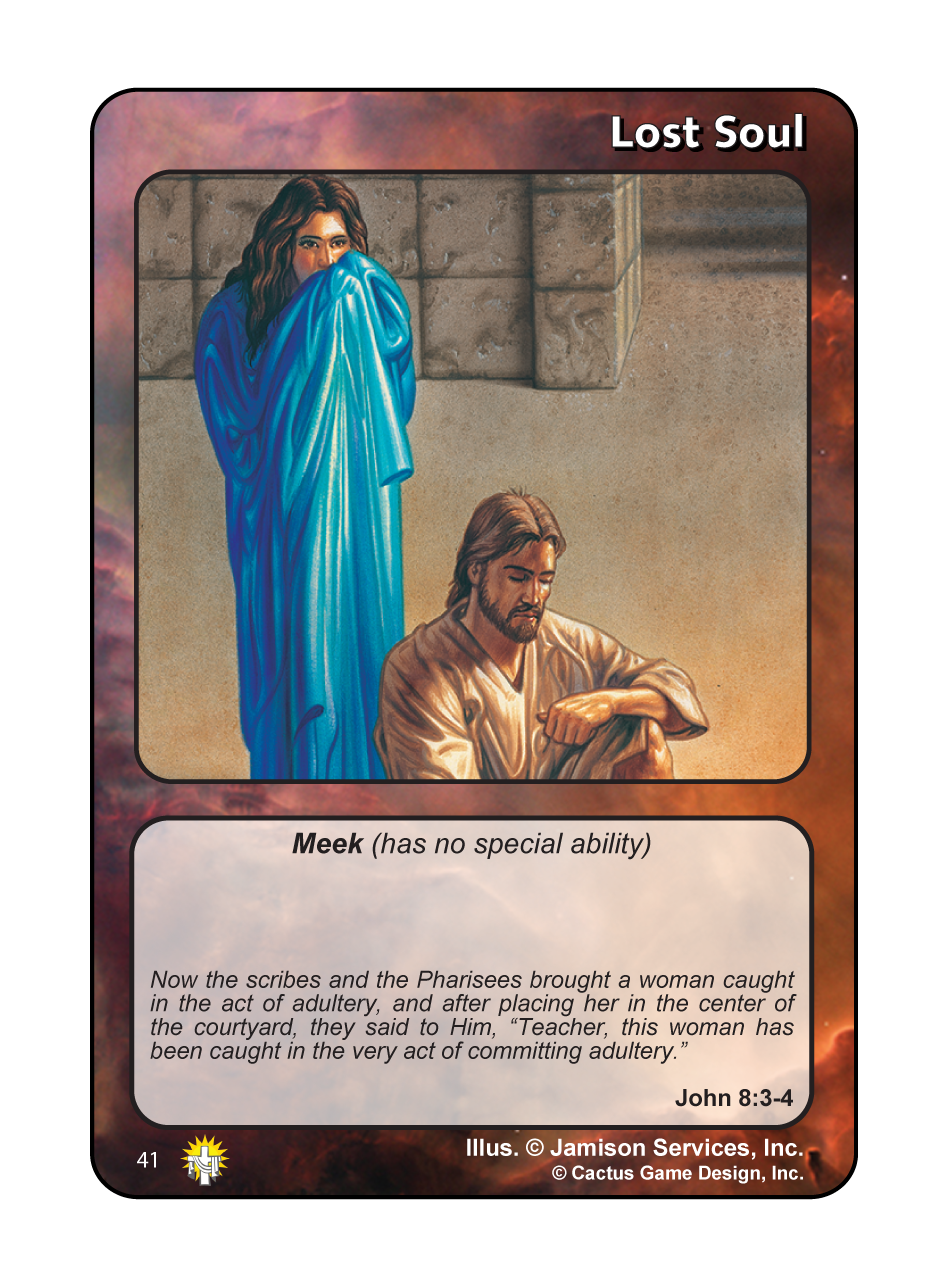 Lost Soul
Meek (has no special ability)
Now the scribes and the Pharisees brought a woman caught
in the act of adultery, and after placing her in the center of
the courtyard, they said to Him, “Teacher, this woman has
been caught in the very act of committing adultery.”
John 8:3-4
41
Illus. © Jamison Services, Inc.
© Cactus Game Design, Inc.